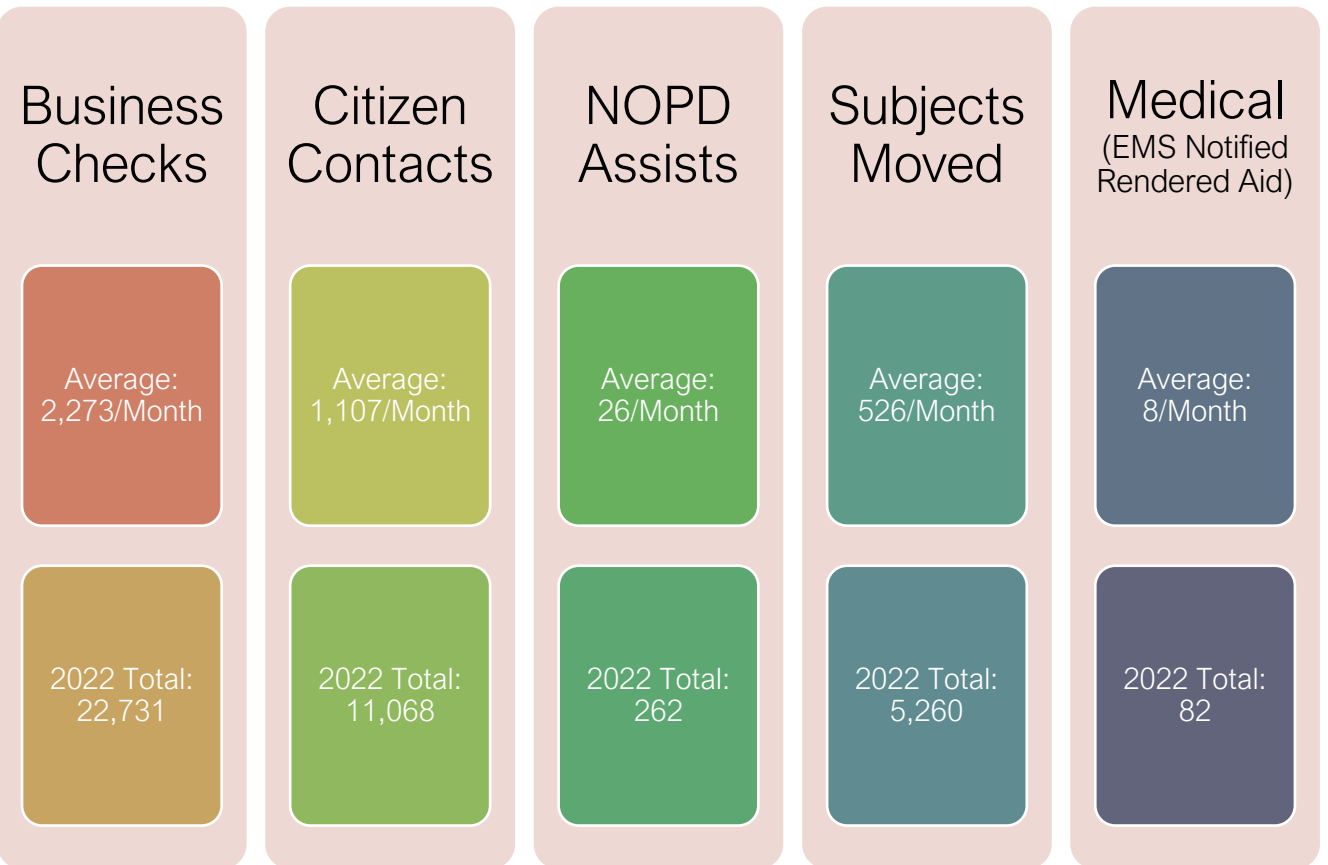 Business
Checks
Average:
2,273/Month
2022 Total:
22,731
Citizen
Contacts
Average:
1,107/Month
2022 Total:
11,068
NOPD
Assists
Average:
26/Month
2022 Total:
262
Subjects
Moved
Average:
526/Month
2022 Total:
5,260
Medical
(EMS Notified
Rendered Aid)
Average:
8/Month
2022 Total:
82